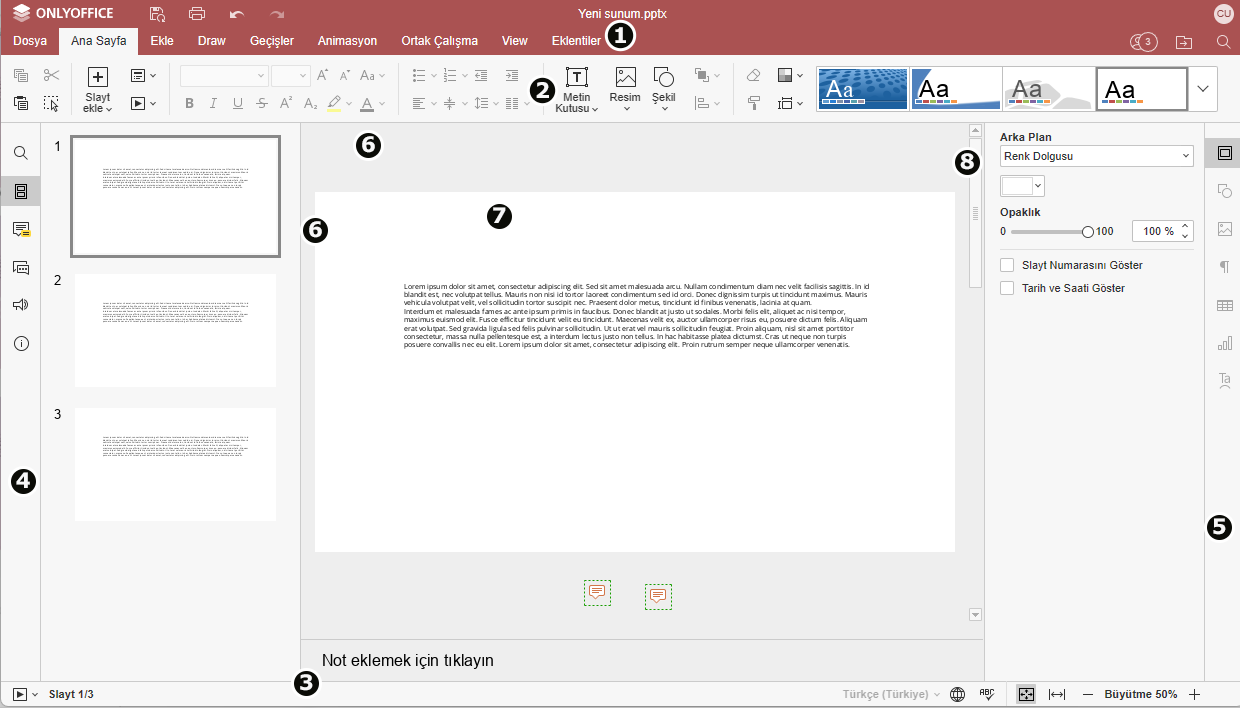 ONLYOFFICE
Yeni sunum.pptx
CU
Dosya Ana Sayfa Ekle Draw Geçişler Animasyon Ortak Çalışma View Eklentiler 1
3
Slayt ekle
Aa
B I U S A² A₂ A
2
Metin Kutusu
Resim
Şekil
Aa Aa Aa Aa
1
2
3
6
6
7
8
4
5
3
Lorem ipsum dolor sit amet, consectetur adipiscing elit. Sed sit amet malesuada arcu. Nullam condimentum diam nec velit facilisis sagittis. In id
blandit est, nec volutpat tellus. Mauris non nisi id tortor laoreet condimentum sed id orci. Donec dignissim turpis ut tincidunt maximus. Mauris
vehicula volutpat velit, vel sollicitudin tortor suscipit nec. Praesent dolor metus, tincidunt id finibus venenatis, lacinia at quam.
Interdum et malesuada fames ac ante ipsum primis in faucibus. Donec blandit at justo ut sodales. Morbi felis elit, aliquet ac nisi tempor,
maximus euismod elit. Fusce efficitur tincidunt velit eu tincidunt. Maecenas velit ex, auctor ullamcorper risus eu, posuere dictum felis. Aliquam
erat volutpat. Sed gravida ligula sed felis pulvinar sollicitudin. Ut ut erat vel mauris sollicitudin feugiat. Proin aliquam, nisl sit amet porttitor
consectetur, massa nulla pellentesque est, a interdum lectus justo non tellus. In hac habitasse platea dictumst. Cras ut neque non turpis
posuere convallis nec eu elit. Lorem ipsum dolor sit amet, consectetur adipiscing elit. Proin rutrum semper neque ullamcorper venenatis.
Not eklemek için tıklayın
Arka Plan
Renk Dolgusu
Opaklık
0 100 100 %
Slayt Numarasını Göster
Tarih ve Saati Göster
Ta
Slayt 1/3
Türkçe (Türkiye)
ABC
Büyütme 50%